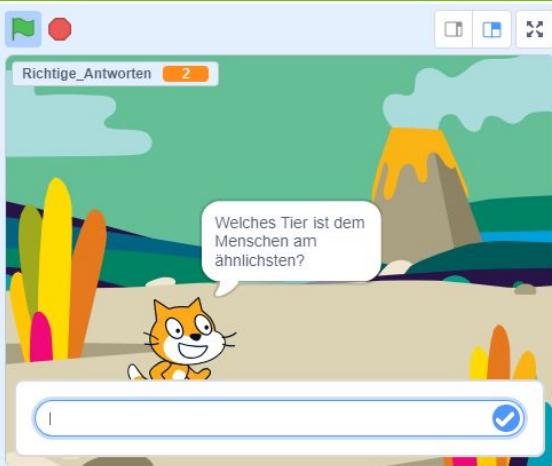 Richtige_Antworten 2
Welches Tier ist dem
Menschen am
ähnlichsten?